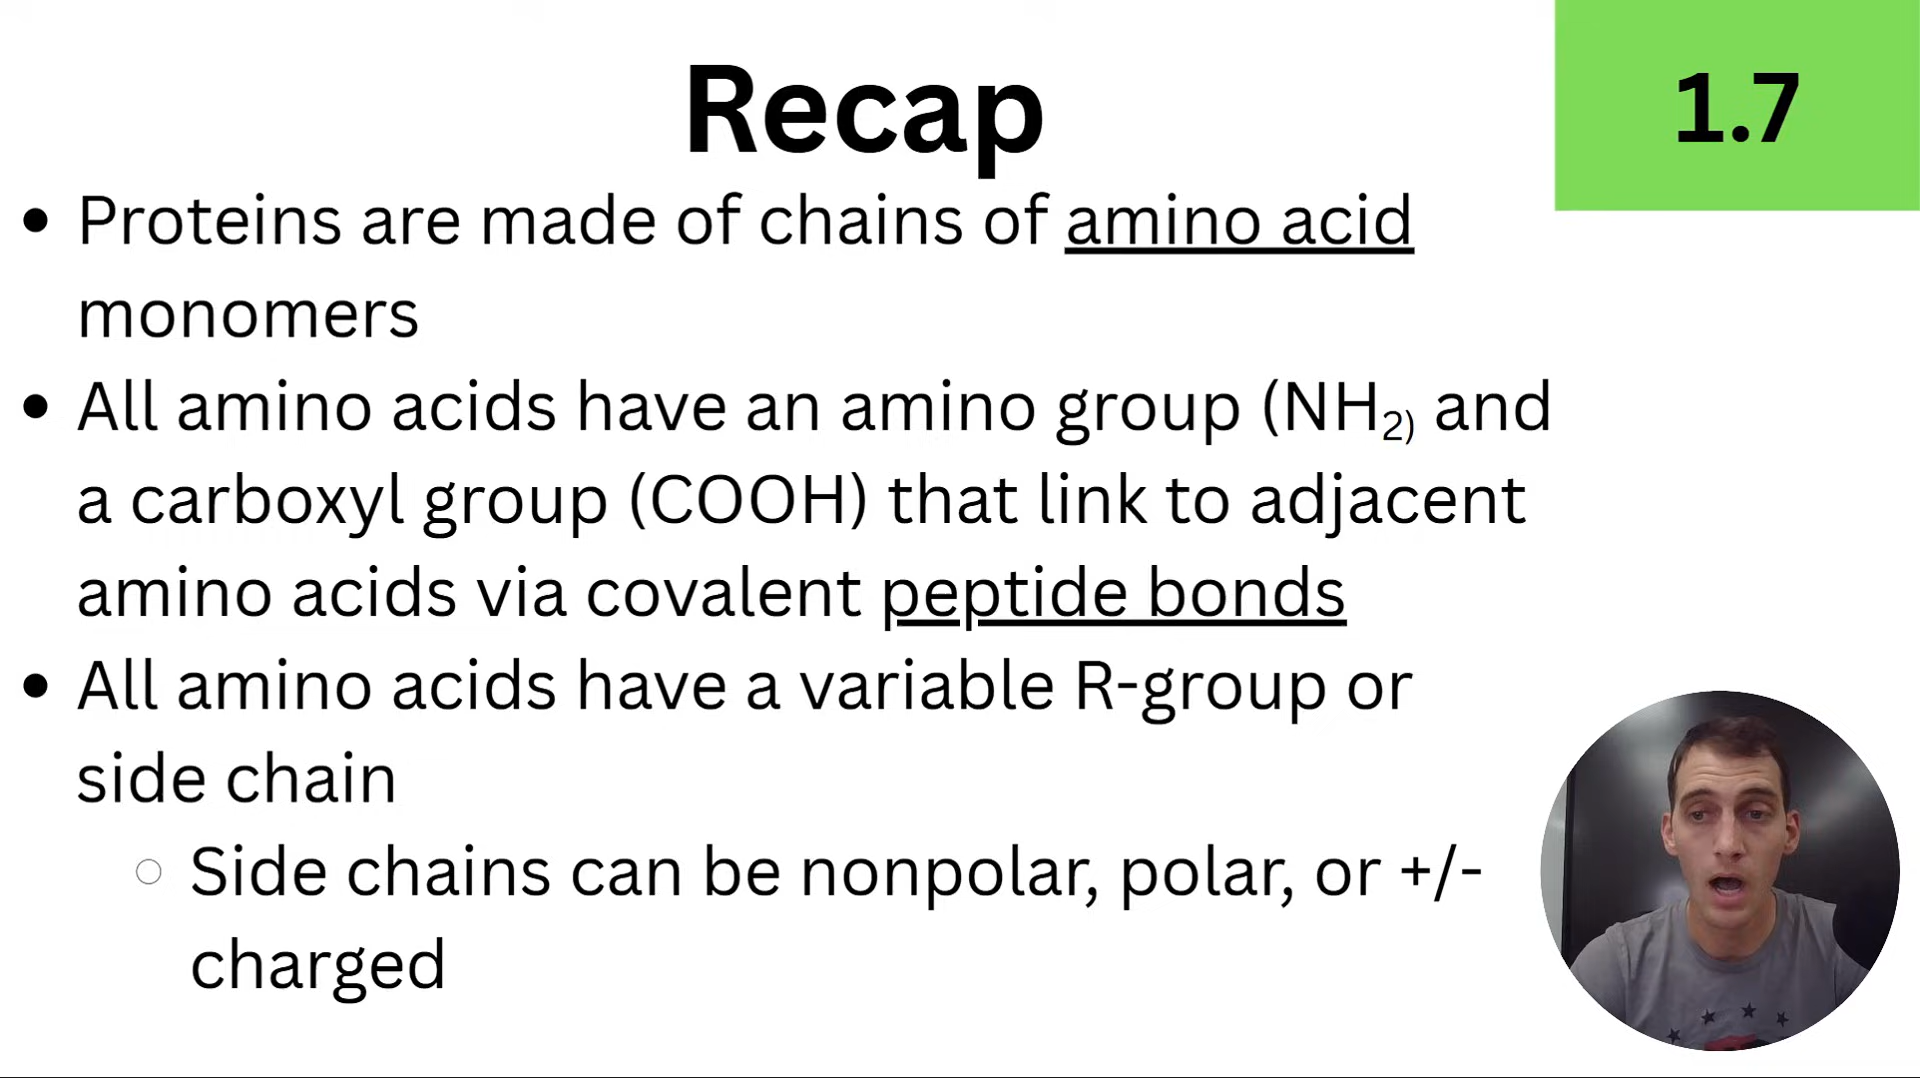 Recap
1.7
• Proteins are made of chains of amino acid
monomers
• All amino acids have an amino group (NH₂₎ and
a carboxyl group (COOH) that link to adjacent
amino acids via covalent peptide bonds
• All amino acids have a variable R-group or
side chain
○ Side chains can be nonpolar, polar, or +/-
charged